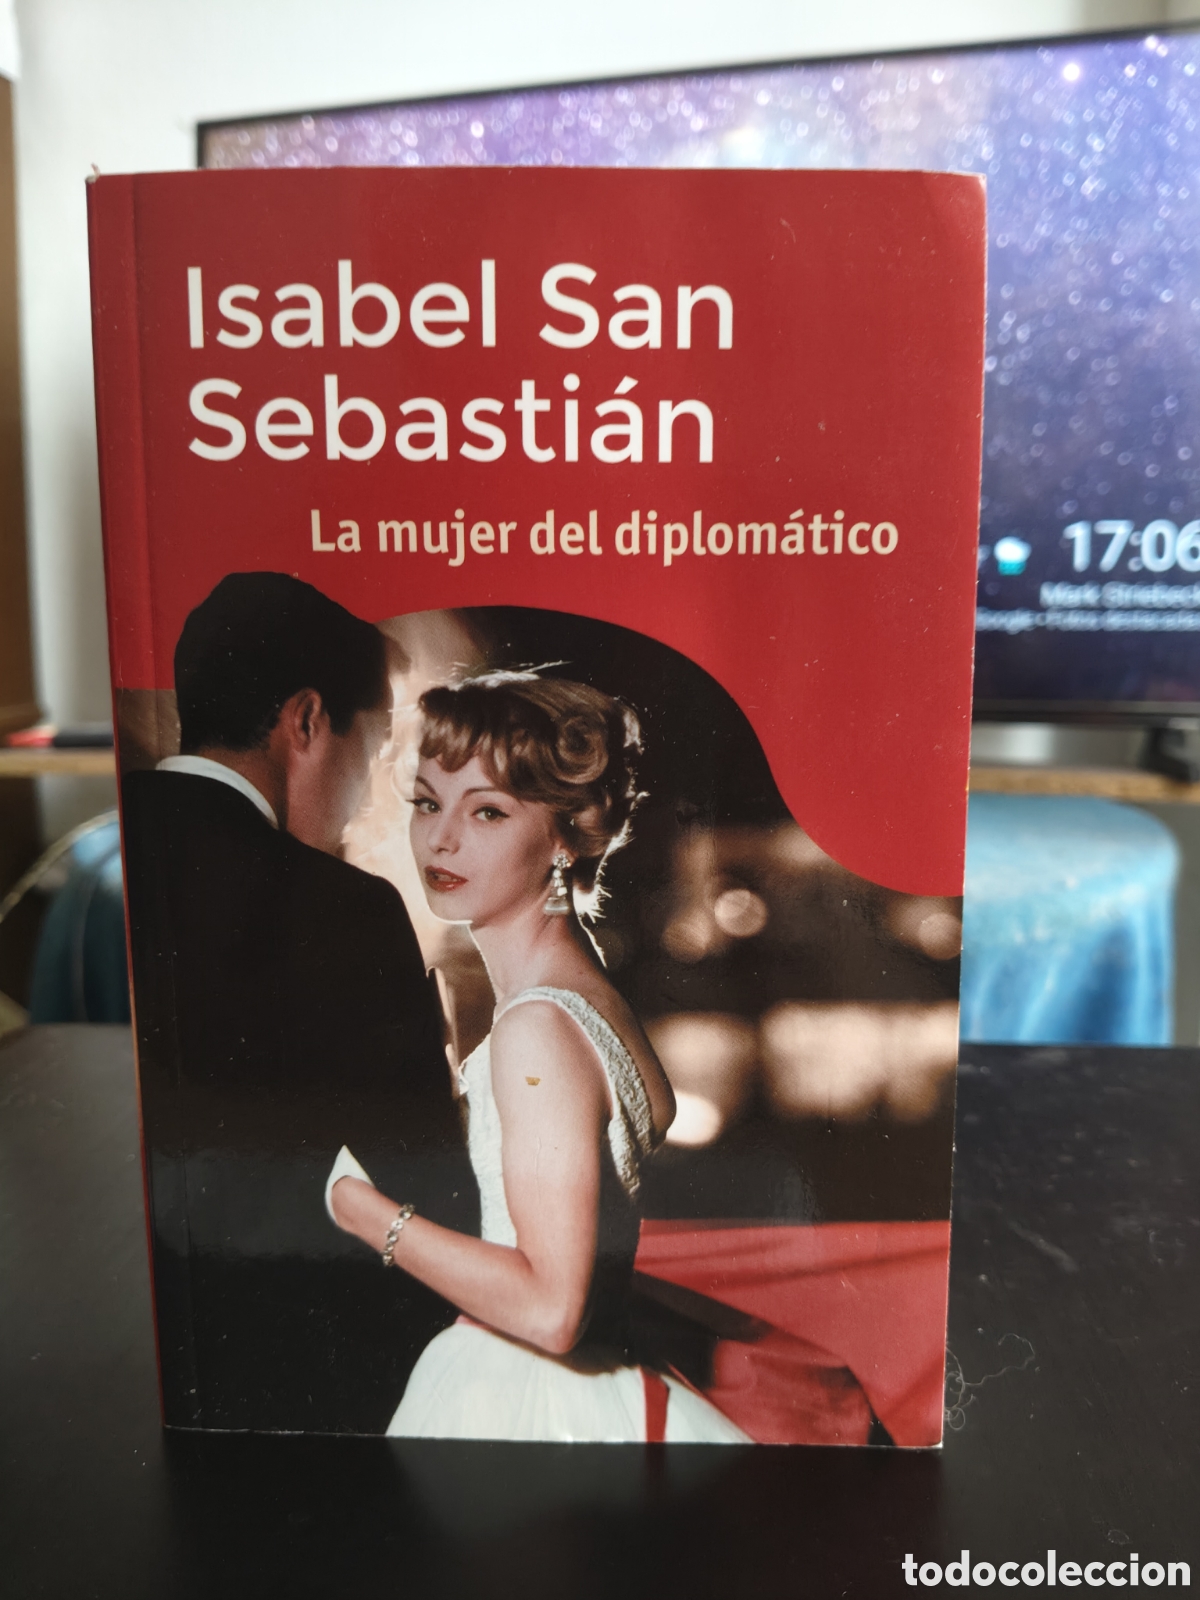 Isabel San
Sebastián
La mujer del diplomático
17:06
todocoleccion